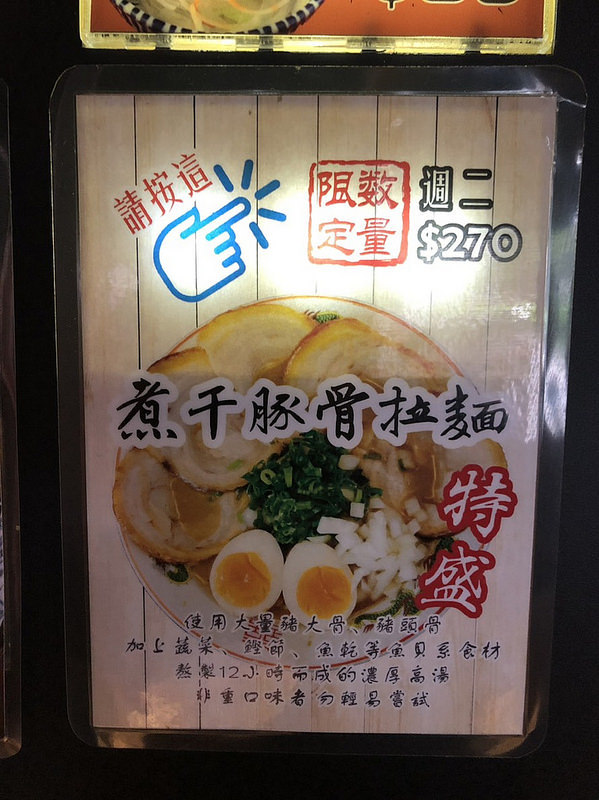 請按這
數量
限定
週二
$270
煮干豚骨拉麵
特盛
使用大量豬大骨、豬頭骨
加上蔬菜、鰹節、魚乾等魚貝系食材
熬製12小時而成的濃厚高湯
非重口味者勿輕易嘗試